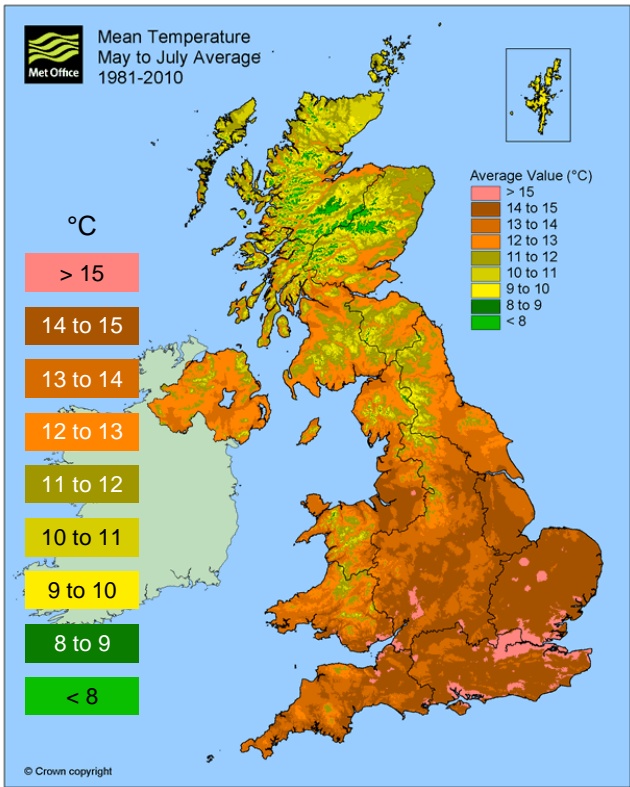 Met Office
Mean Temperature
May to July Average
1981-2010
Average Value (°C)
> 15
14 to 15
13 to 14
12 to 13
11 to 12
10 to 11
9 to 10
8 to 9
< 8
°C
> 15
14 to 15
13 to 14
12 to 13
11 to 12
10 to 11
9 to 10
8 to 9
< 8
© Crown copyright